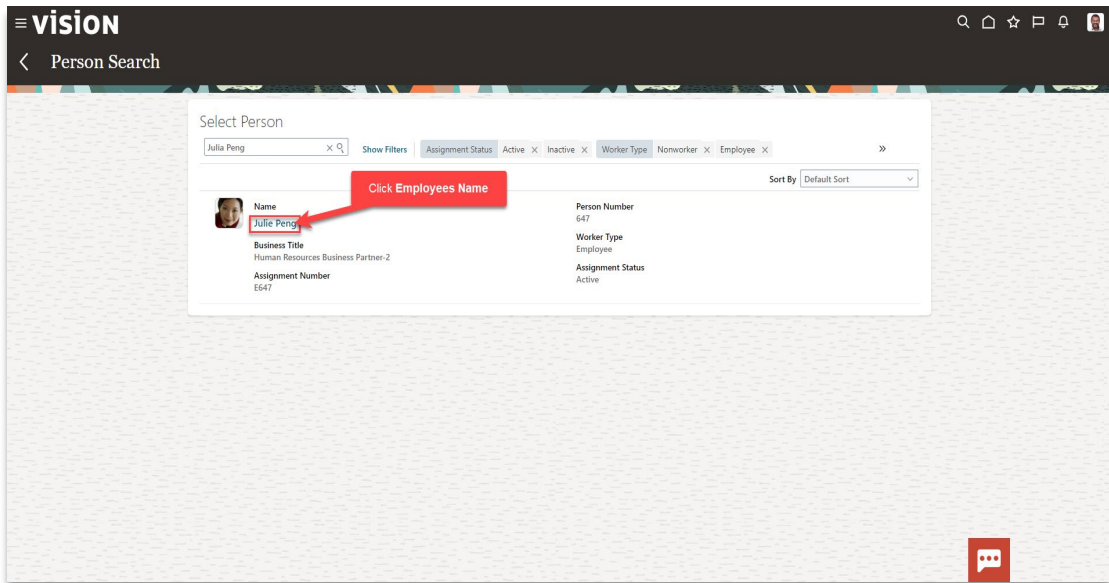 vision
Person Search
Select Person
Julia Peng
Show Filters
Assignment Status Active Inactive Worker Type Nonworker Employee
Sort By Default Sort
Click Employees Name
Name
Julie Peng
Business Title
Human Resources Business Partner-2
Assignment Number
E647
Person Number
647
Worker Type
Employee
Assignment Status
Active